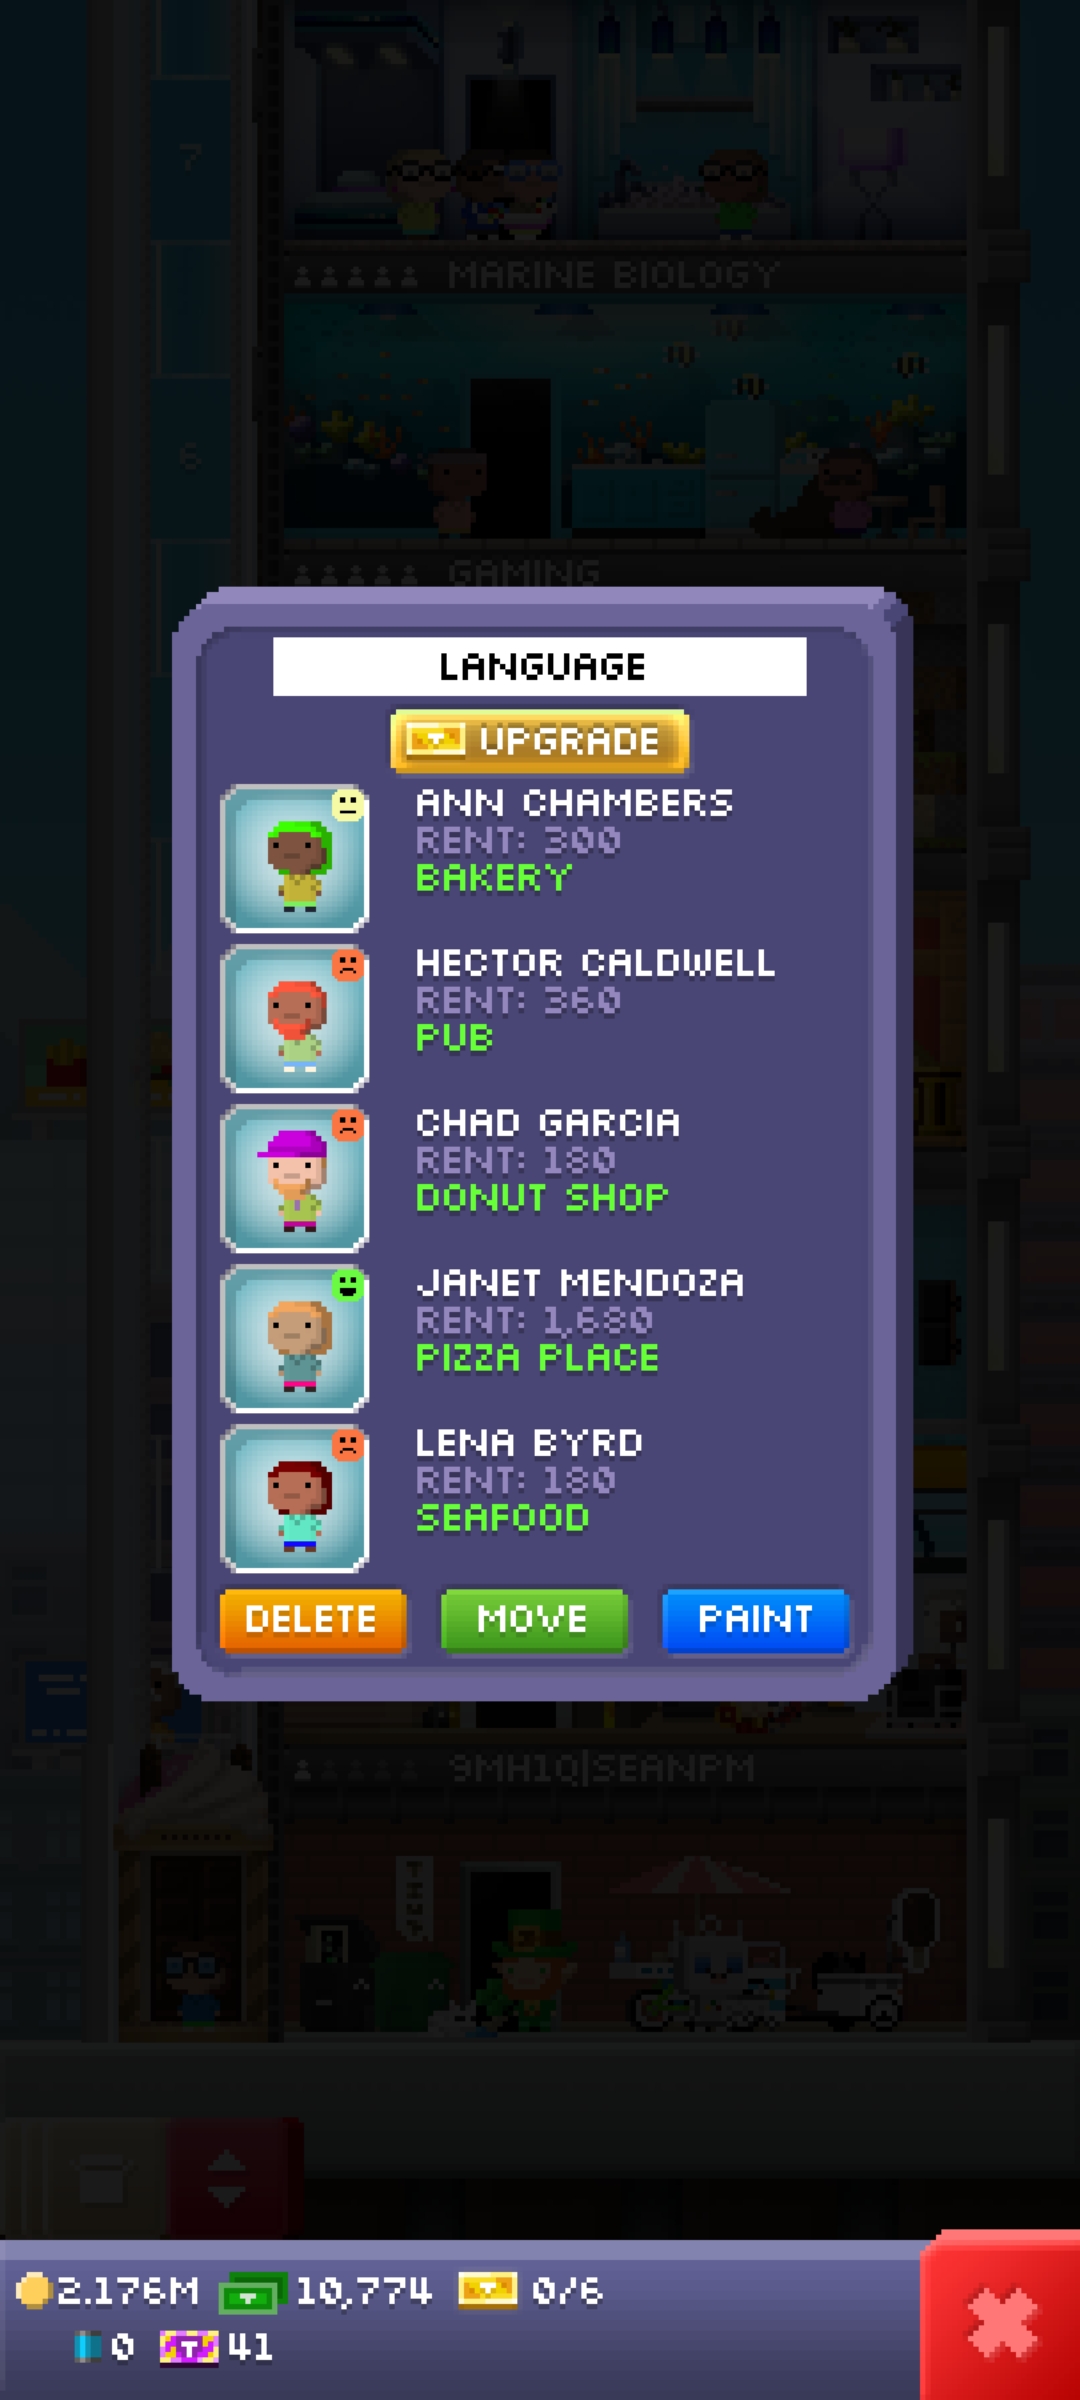 7
MARINE BIOLOGY
6
GAMING
LANGUAGE
UPGRADE
ANN CHAMBERS
RENT: 300
BAKERY
HECTOR CALDWELL
RENT: 360
PUB
CHAD GARCIA
RENT: 180
DONUT SHOP
JANET MENDOZA
RENT: 1,680
PIZZA PLACE
LENA BYRD
RENT: 180
SEAFOOD
DELETE MOVE PAINT
9MH1Q|SEANPM
2.176M 10,774 0/6
0 T 41